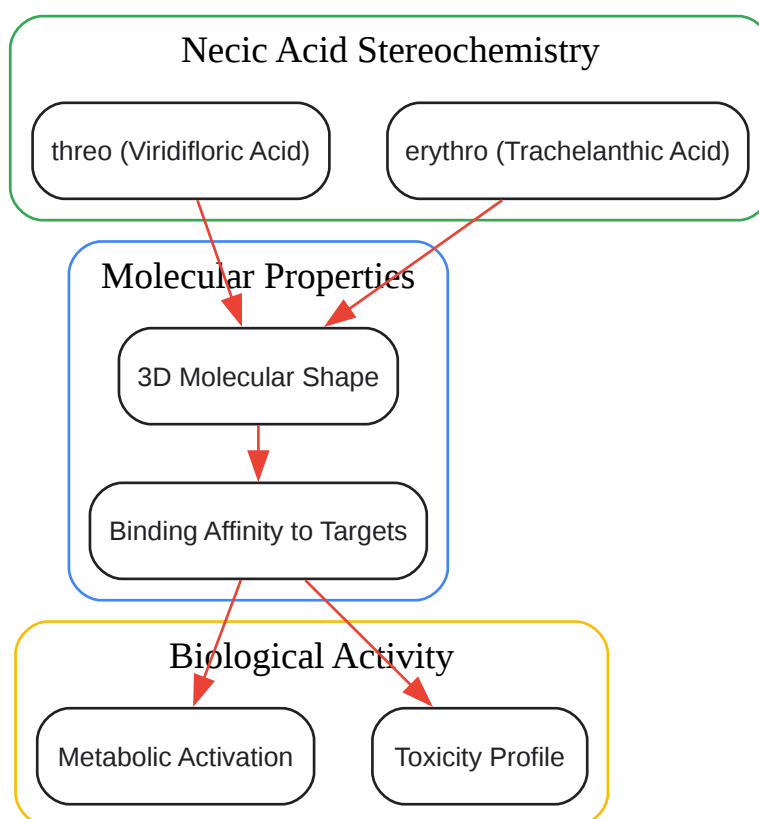 Necic Acid Stereochemistry
threo (Viridifloric Acid)
erythro (Trachelanthic Acid)
Molecular Properties
3D Molecular Shape
Binding Affinity to Targets
Biological Activity
Metabolic Activation
Toxicity Profile